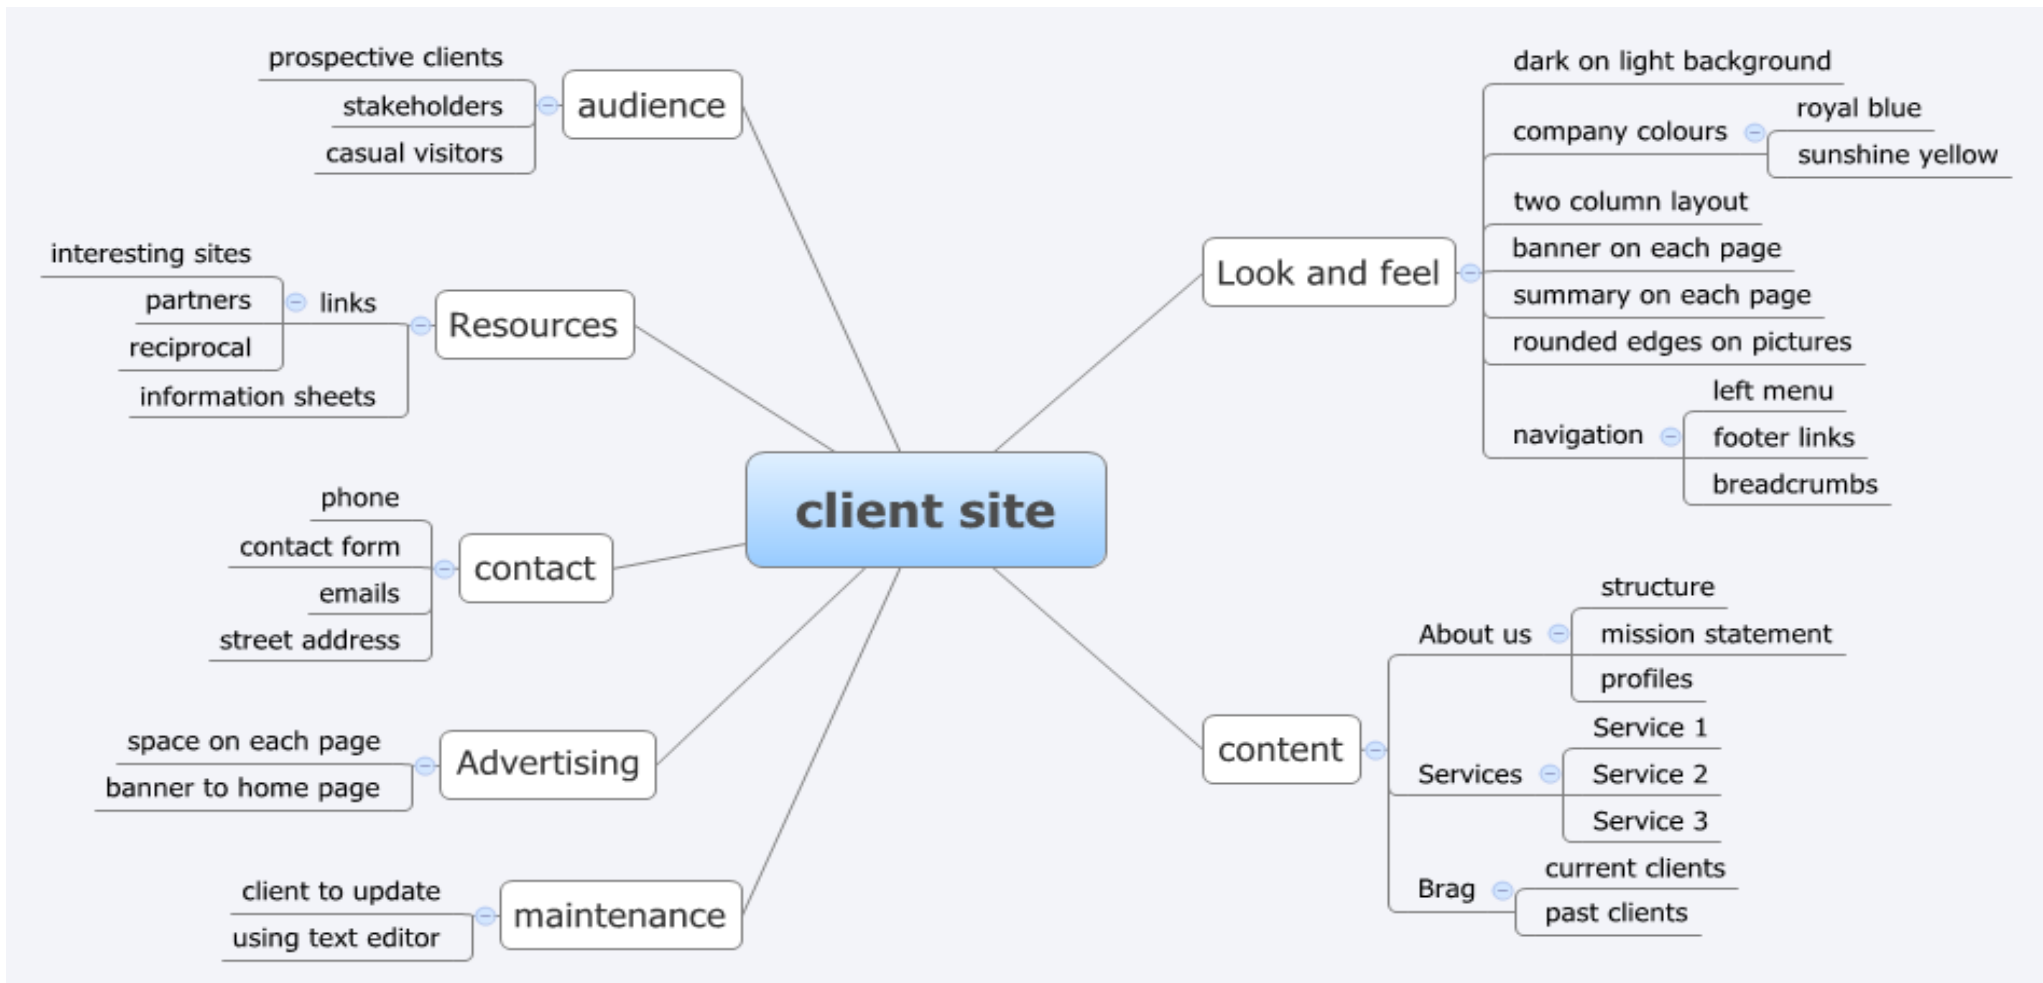 client site
audience
prospective clients
stakeholders
casual visitors
Resources
links
interesting sites
partners
reciprocal
information sheets
contact
phone
contact form
emails
street address
Advertising
space on each page
banner to home page
maintenance
client to update
using text editor
Look and feel
dark on light background
company colours
royal blue
sunshine yellow
two column layout
banner on each page
summary on each page
rounded edges on pictures
navigation
left menu
footer links
breadcrumbs
content
About us
structure
mission statement
profiles
Services
Service 1
Service 2
Service 3
Brag
current clients
past clients